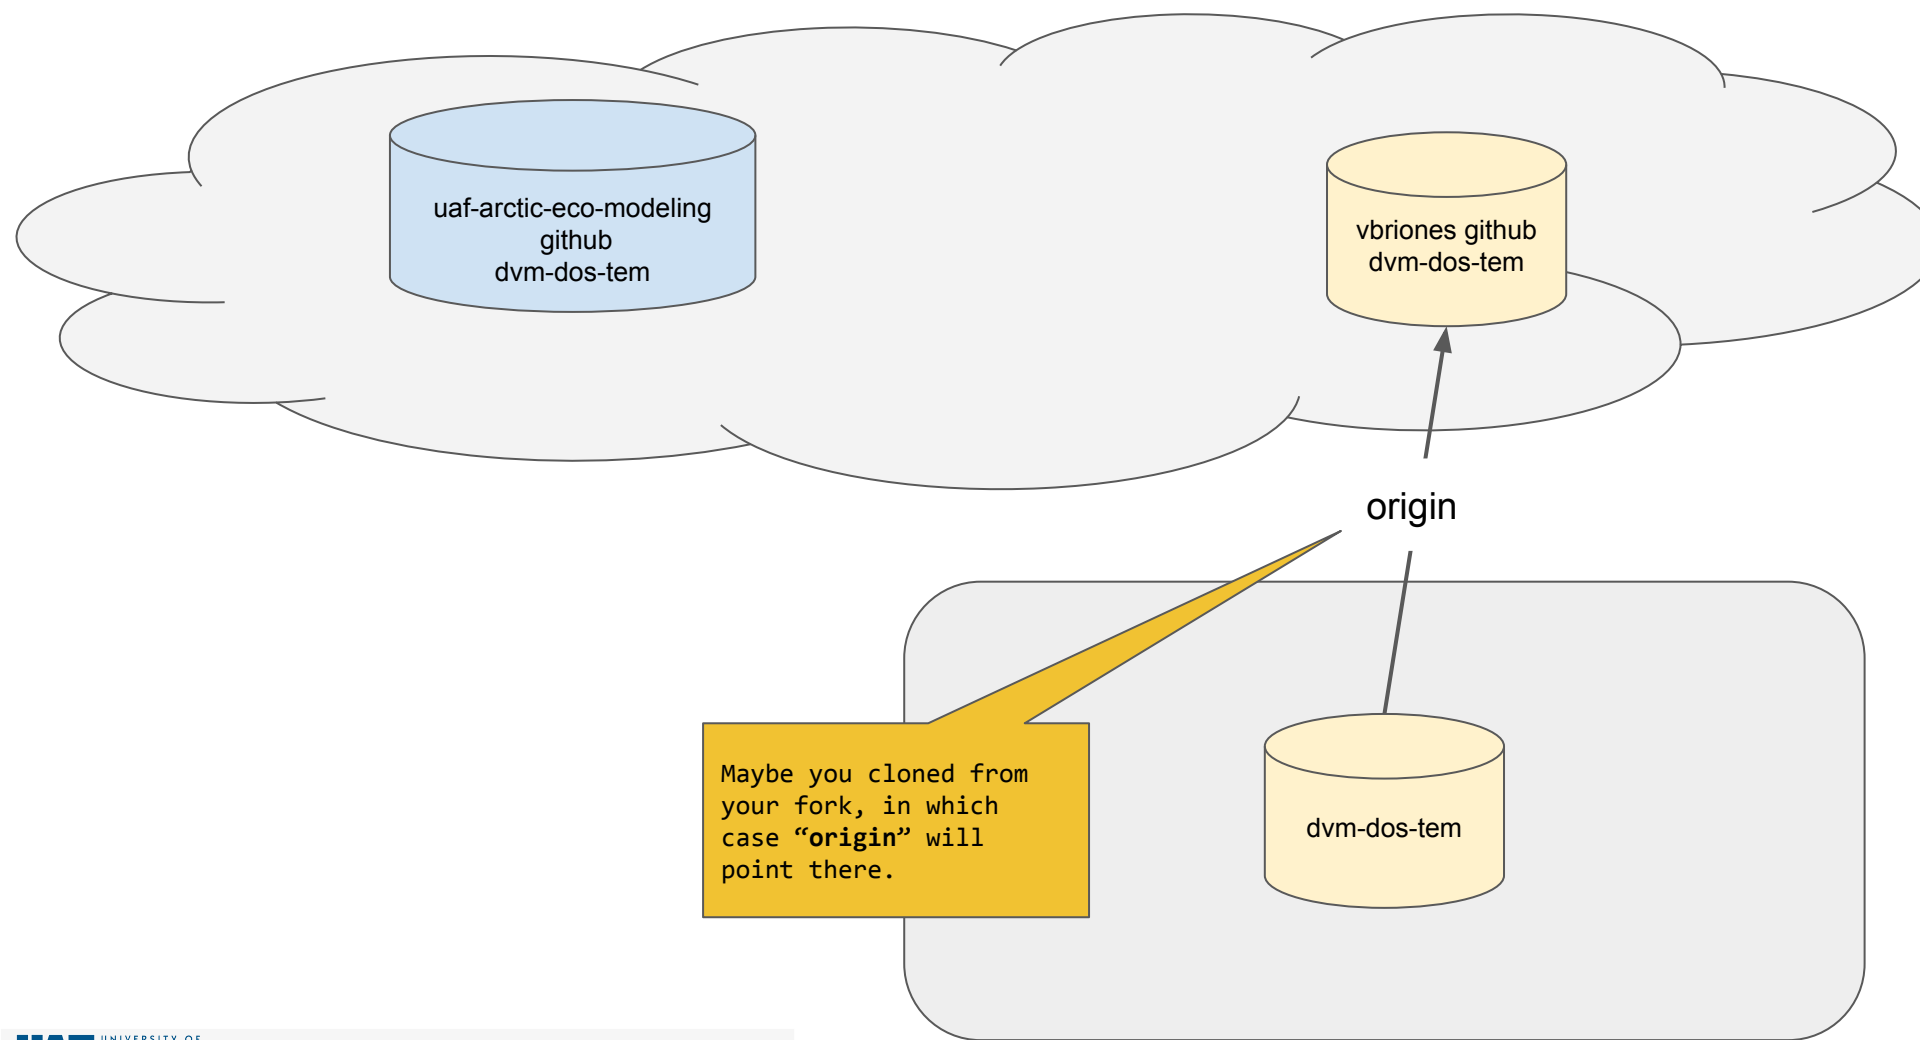 uaf-arctic-eco-modeling
github
dvm-dos-tem
vbriones github
dvm-dos-tem
origin
Maybe you cloned from
your fork, in which
case “origin” will
point there.
dvm-dos-tem
UNIVERSITY OF